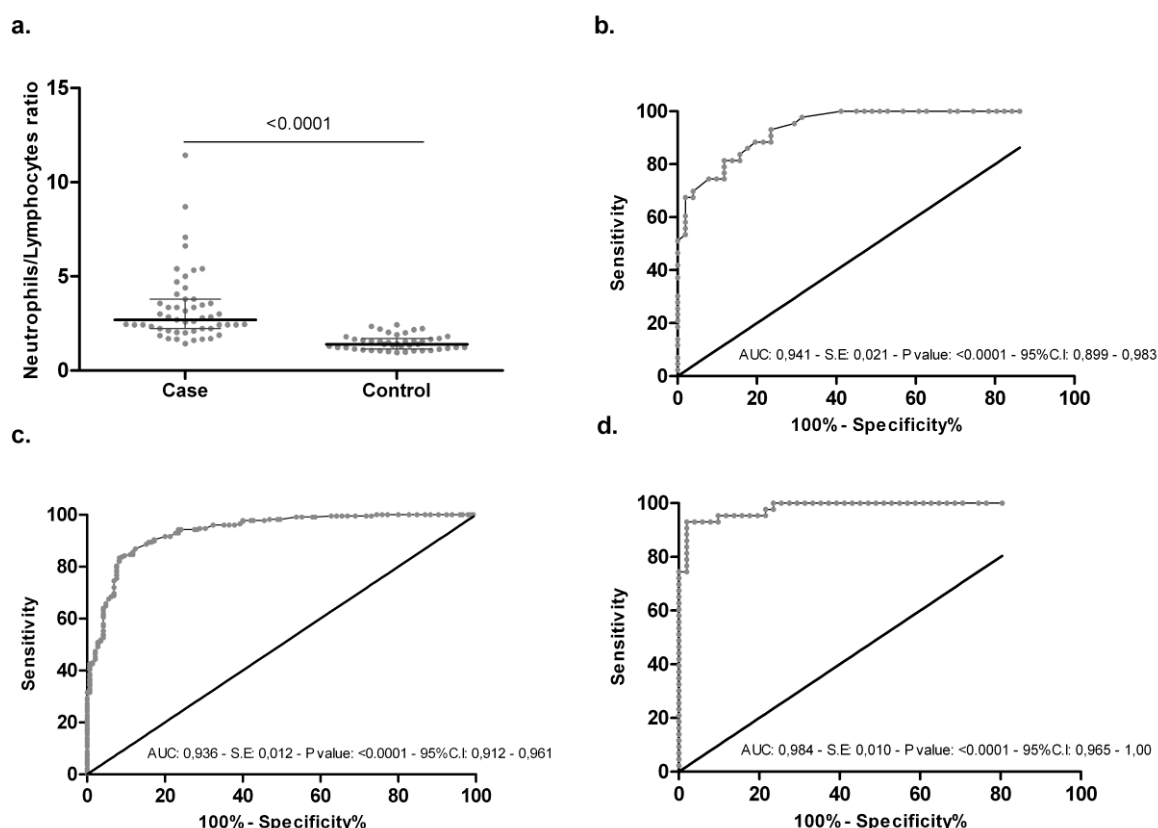 a.
Neutrophils/Lymphocytes ratio
15
10
5
0
<0.0001
Case
Control
b.
Sensitivity
100
80
60
40
20
0
AUC: 0,941 - S.E: 0,021 - P value: <0.0001 - 95%C.I: 0,899 - 0,983
0 20 40 60 80 100
100% - Specificity%
c.
Sensitivity
100
80
60
40
20
0
AUC: 0,936 - S.E: 0,012 - P value: <0.0001 - 95%C.I: 0,912 - 0,961
0 20 40 60 80 100
100% - Specificity%
d.
Sensitivity
100
80
60
40
20
0
AUC: 0,984 - S.E: 0,010 - P value: <0.0001 - 95%C.I: 0,965 - 1,00
0 20 40 60 80 100
100% - Specificity%